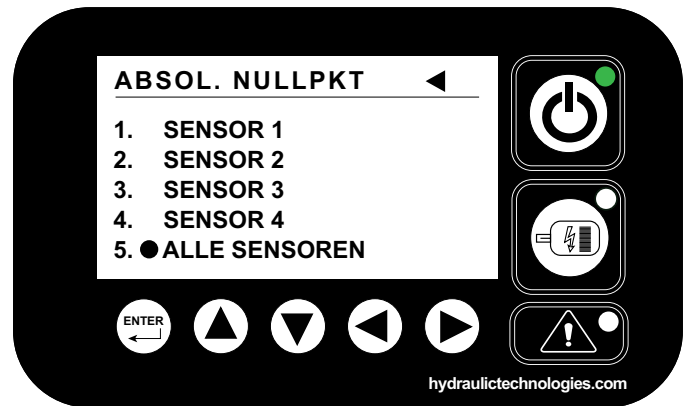 ABSOL. NULLPKT ◄
1. SENSOR 1
2. SENSOR 2
3. SENSOR 3
4. SENSOR 4
5. ● ALLE SENSOREN
ENTER
hydraulictechnologies.com